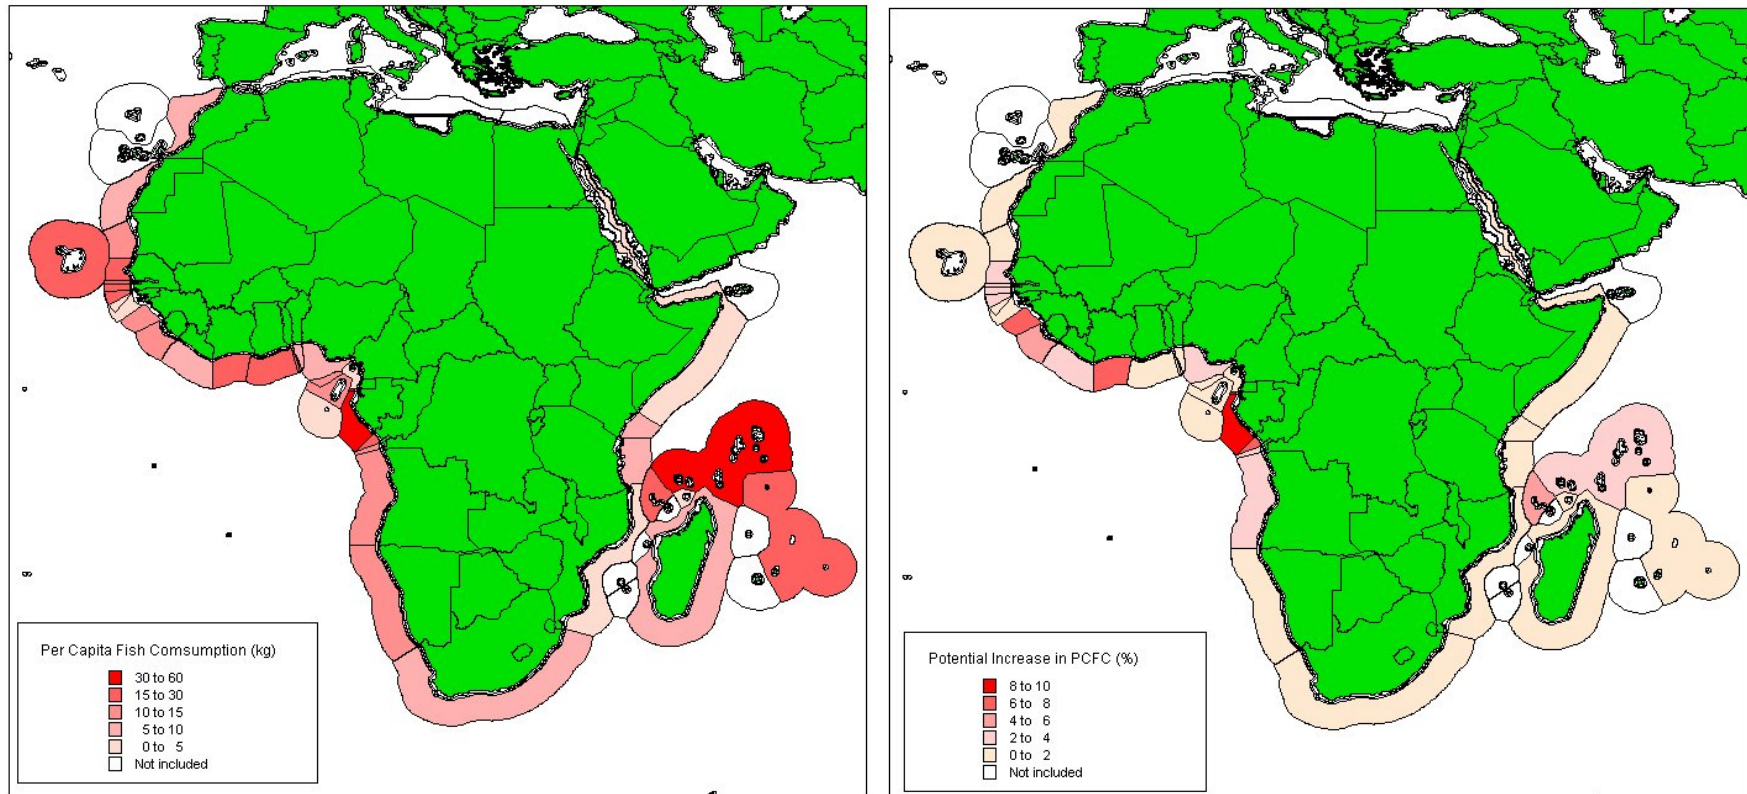 Per Capita Fish Comsumption (kg)
30 to 60
15 to 30
10 to 15
5 to 10
0 to 5
Not included
Potential Increase in PCFC (%)
8 to 10
6 to 8
4 to 6
2 to 4
0 to 2
Not included